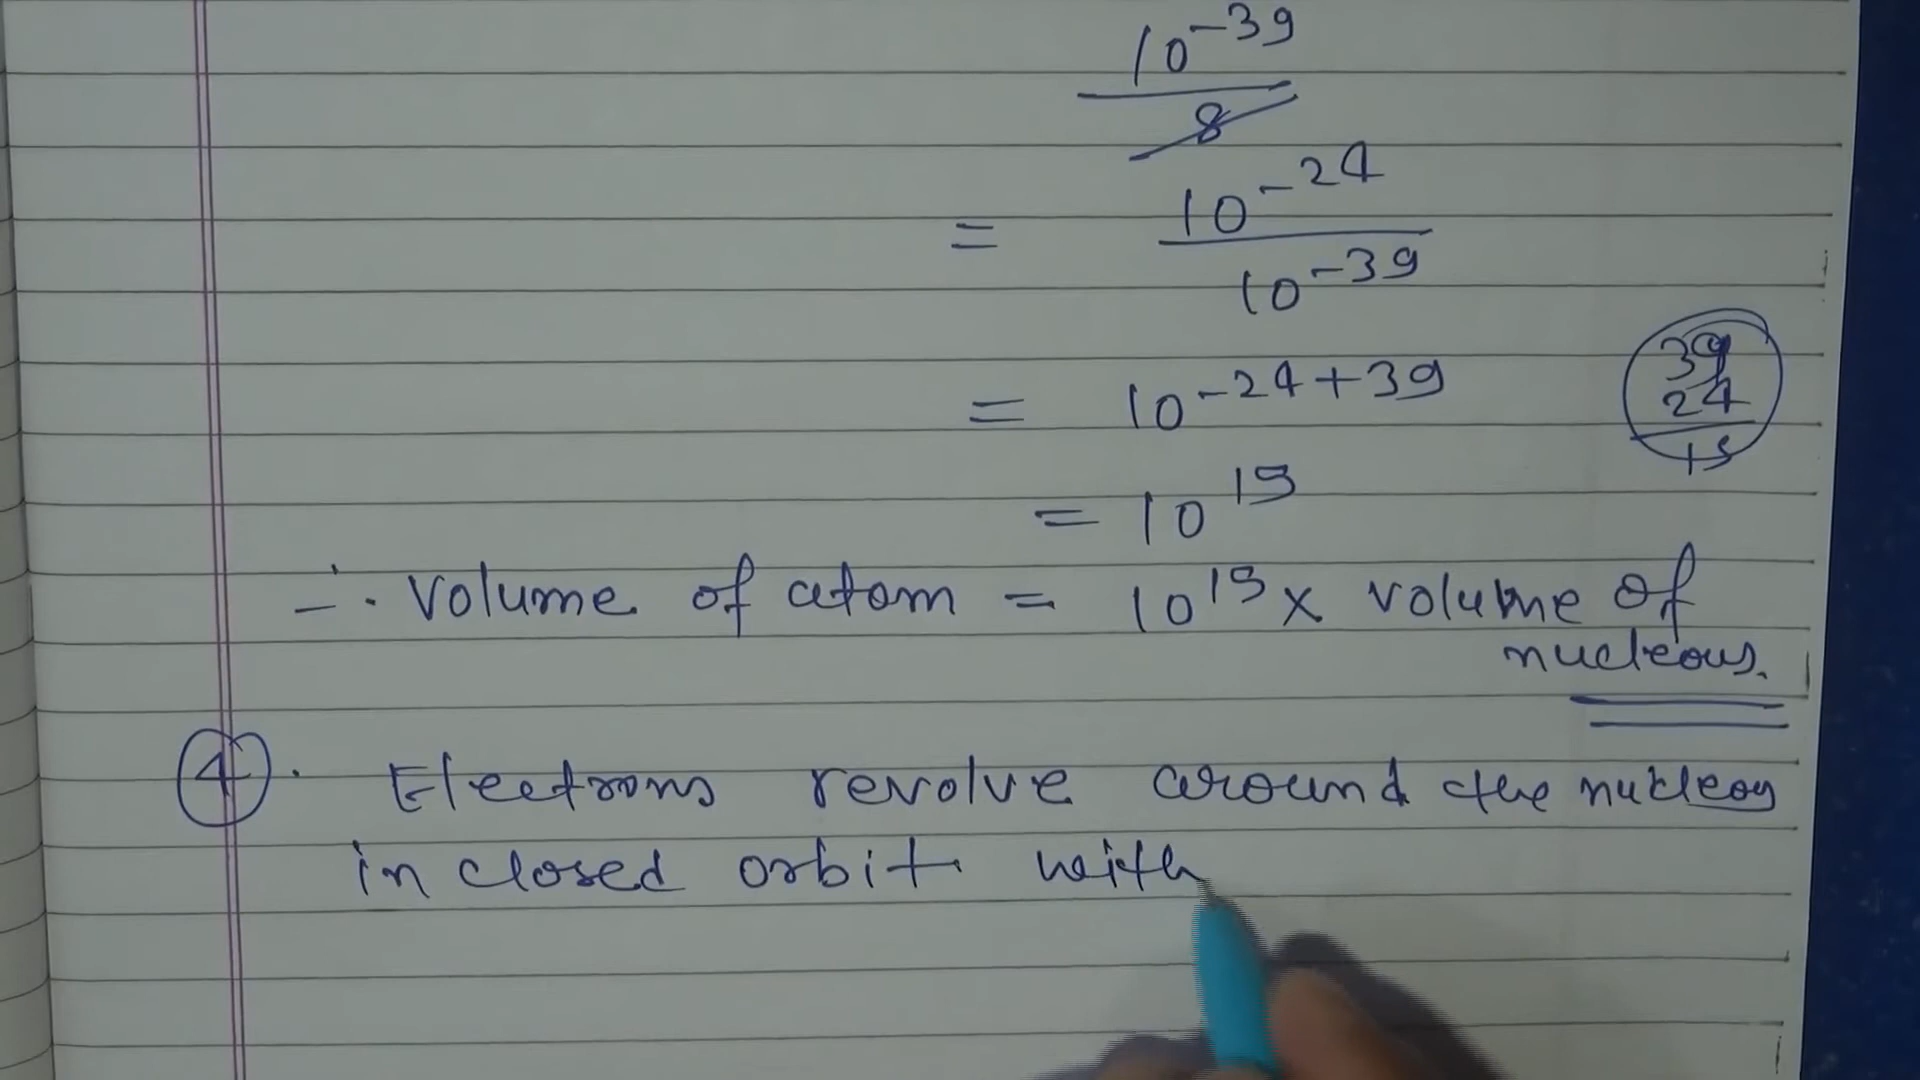 10^-39
8
= 10^-24
10^-39
= 10^-24+39
39
24
15
= 10^15
∴ Volume of atom = 10^15 x volume of
nucleous.
4. Electrons revolve around the nucleoy
in closed orbit with